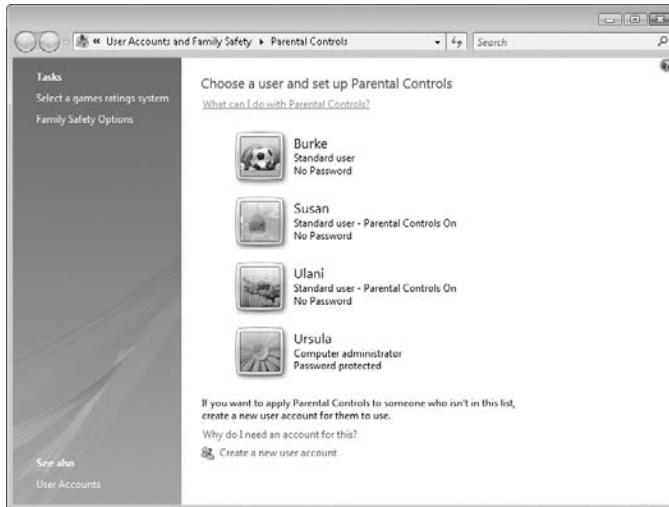 « User Accounts and Family Safety ▸ Parental Controls
Search
Tasks
Select a games ratings system
Family Safety Options
Choose a user and set up Parental Controls
What can I do with Parental Controls?
Burke
Standard user
No Password
Susan
Standard user - Parental Controls On
No Password
Ulani
Standard user - Parental Controls On
No Password
Ursula
Computer administrator
Password protected
If you want to apply Parental Controls to someone who isn't in this list,
create a new user account for them to use.
Why do I need an account for this?
Create a new user account
See also
User Accounts